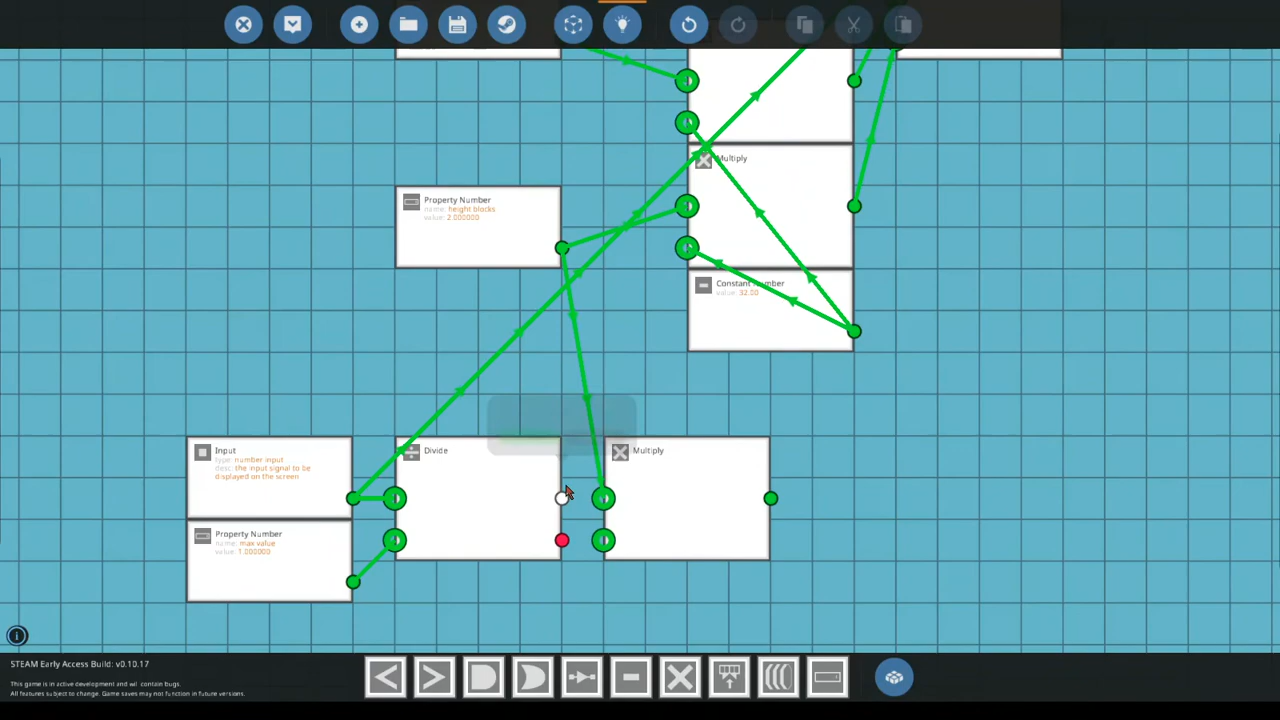 Multiply
Property Number
name: height blocks
value: 2.000000
Constant Number
value: 32.00
Input
type: number input
desc: the input signal to be
displayed on the screen
Divide
Multiply
Property Number
name: max value
value: 1.000000
STEAM Early Access Build: v0.10.17
This game is in active development and will contain bugs.
All features subject to change. Game saves may not function in future versions.